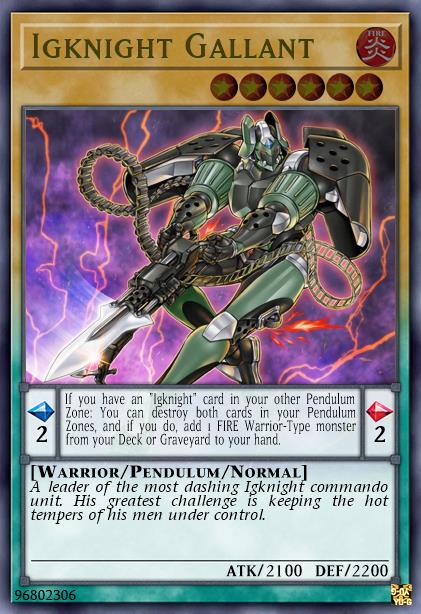 Igknight Gallant
FIRE
炎
If you have an "Igknight" card in your other Pendulum
Zone: You can destroy both cards in your Pendulum
Zones, and if you do, add 1 FIRE Warrior-Type monster
from your Deck or Graveyard to your hand.
2
2
[Warrior/Pendulum/Normal]
A leader of the most dashing Igknight commando
unit. His greatest challenge is keeping the hot
tempers of his men under control.
ATK/2100 DEF/2200
96802306